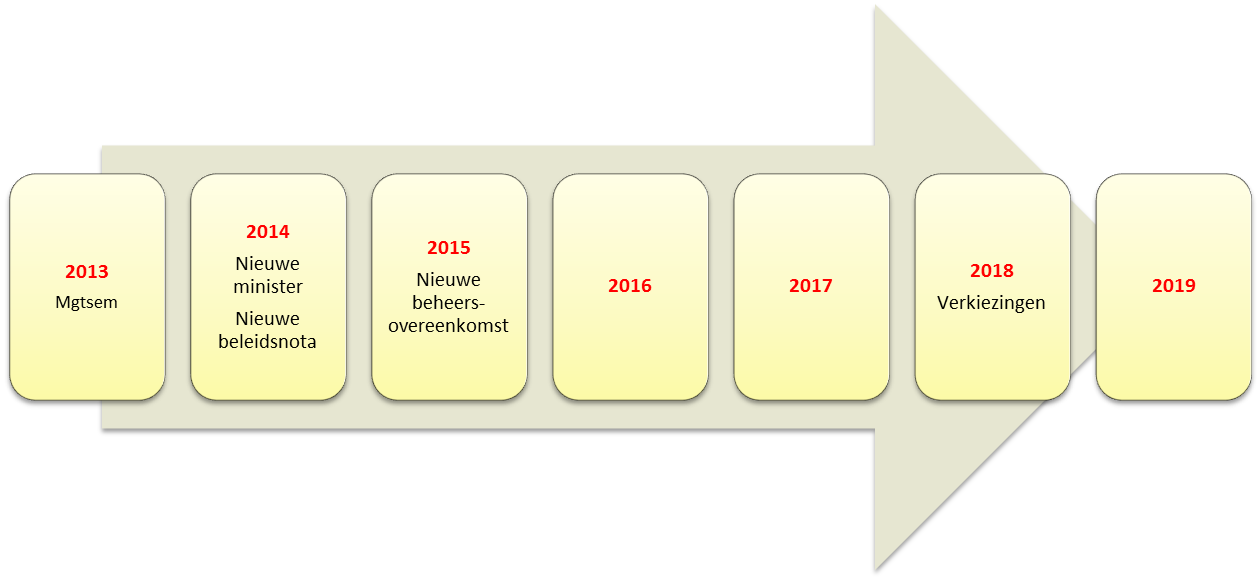 2013
Mgtsem
2014
Nieuwe
minister
Nieuwe
beleidsnota
2015
Nieuwe
beheers-
overeenkomst
2016
2017
2018
Verkiezingen
2019